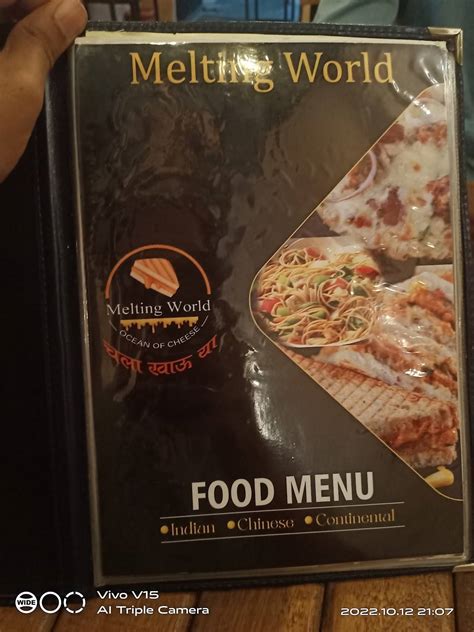 Melting World
Melting World
OCEAN OF CHEESE
चला खाऊ या
FOOD MENU
• Indian • Chinese • Continental
WIDE
Vivo V15
AI Triple Camera
2022.10.12 21:07